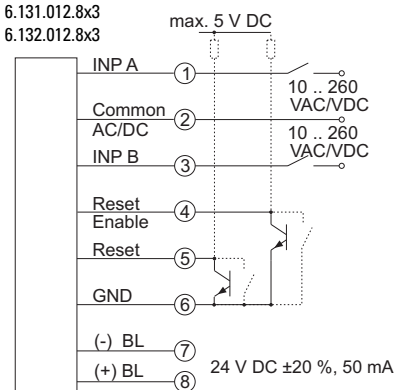 6.131.012.8x3
6.132.012.8x3
max. 5 V DC
INP A
1
10 .. 260
VAC/VDC
Common
AC/DC
2
10 .. 260
VAC/VDC
INP B
3
Reset
Enable
4
Reset
5
GND
6
(-) BL
7
(+) BL
8
24 V DC ±20 %, 50 mA